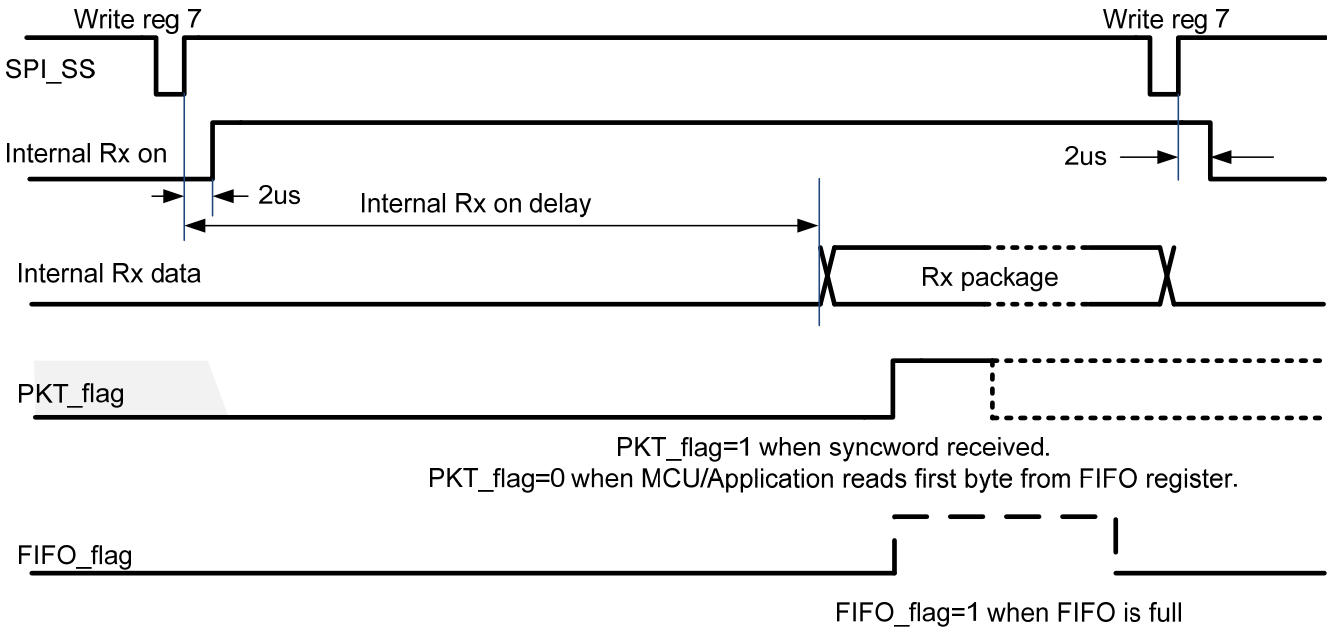 Write reg 7
Write reg 7
SPI_SS
Internal Rx on
2us
2us
Internal Rx on delay
Internal Rx data
Rx package
PKT_flag
PKT_flag=1 when syncword received.
PKT_flag=0 when MCU/Application reads first byte from FIFO register.
FIFO_flag
FIFO_flag=1 when FIFO is full